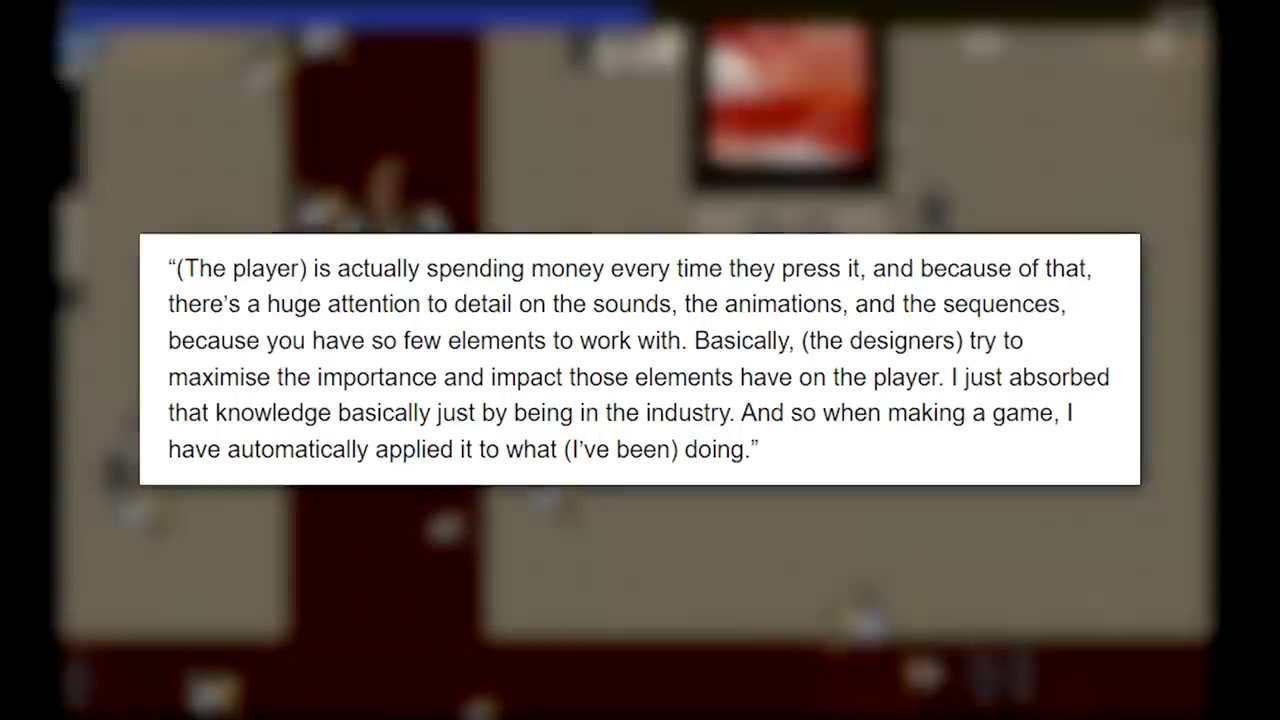 “(The player) is actually spending money every time they press it, and because of that,
there’s a huge attention to detail on the sounds, the animations, and the sequences,
because you have so few elements to work with. Basically, (the designers) try to
maximise the importance and impact those elements have on the player. I just absorbed
that knowledge basically just by being in the industry. And so when making a game, I
have automatically applied it to what (I’ve been) doing.”